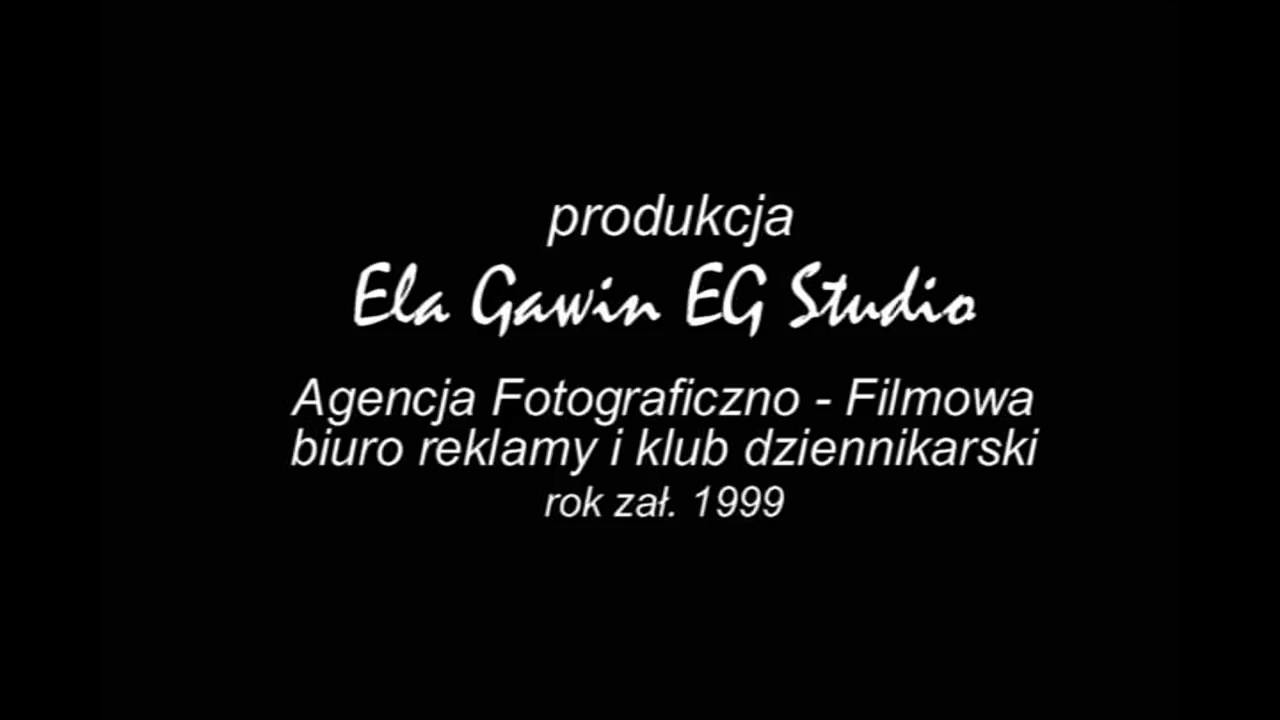 produkcja
Ela Gawin EG Studio
Agencja Fotograficzno - Filmowa
biuro reklamy i klub dziennikarski
rok zał. 1999